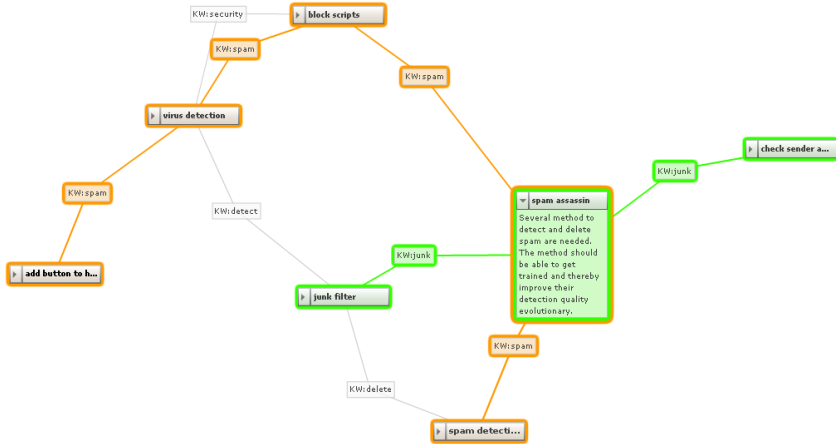 KW:security
block scripts
KW:spam
KW:spam
virus detection
check sender a...
KW:junk
KW:spam
spam assassin
Several method to
detect and delete
spam are needed.
The method should
be able to get
trained and thereby
improve their
detection quality
evolutionary.
KW:detect
KW:junk
add button to h...
junk filter
KW:spam
KW:delete
spam detecti...